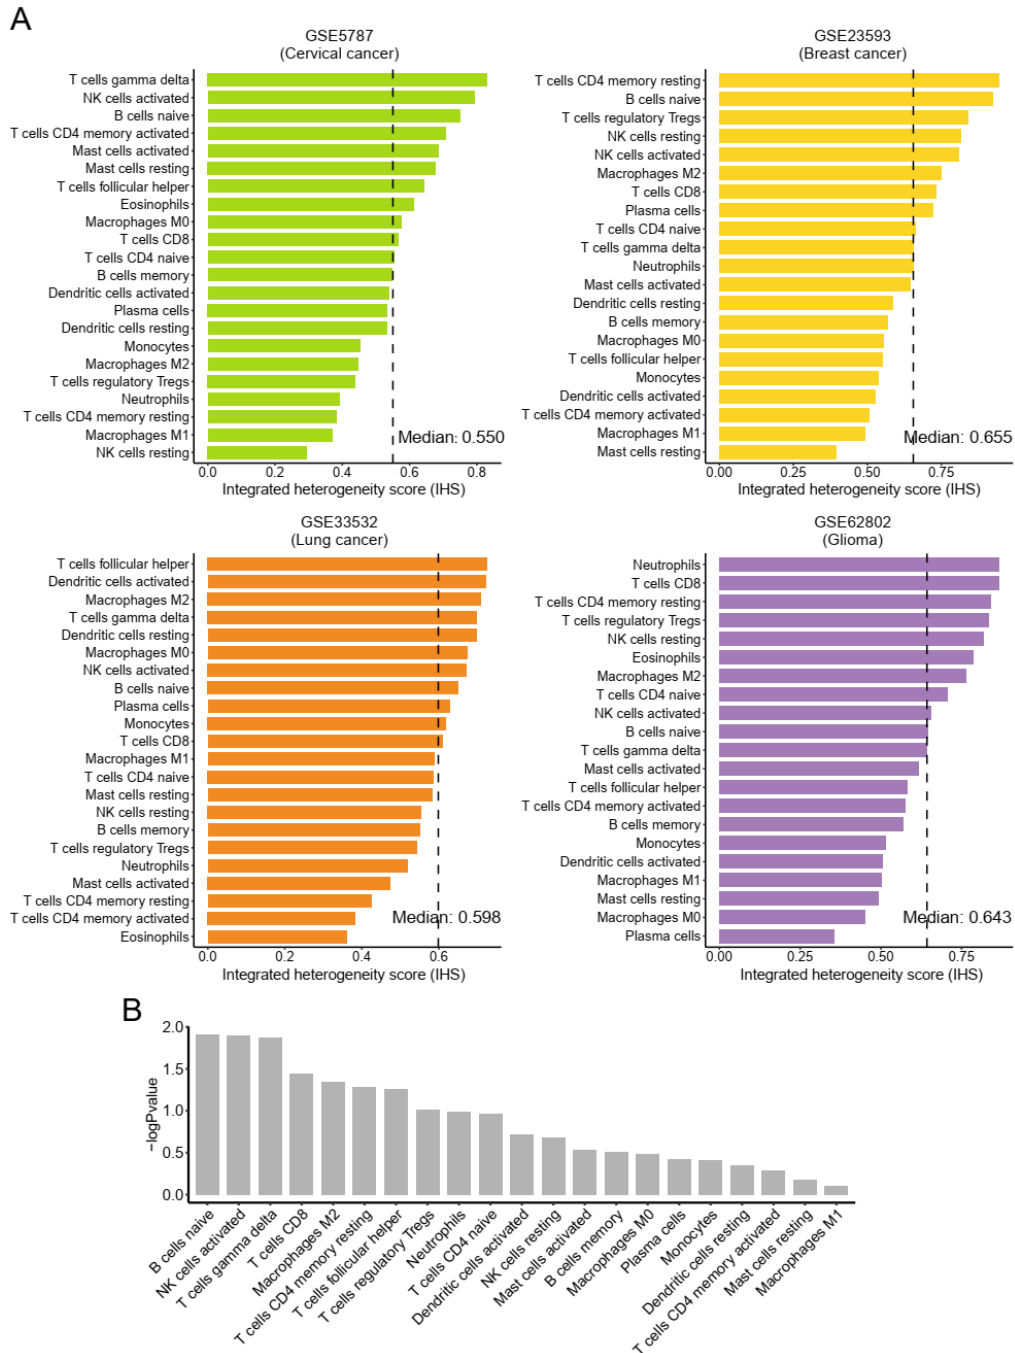 A
GSE5787
(Cervical cancer)
T cells gamma delta
NK cells activated
B cells naive
T cells CD4 memory activated
Mast cells activated
Mast cells resting
T cells follicular helper
Eosinophils
Macrophages M0
T cells CD8
T cells CD4 naive
B cells memory
Dendritic cells activated
Plasma cells
Dendritic cells resting
Monocytes
Macrophages M2
T cells regulatory Tregs
Neutrophils
T cells CD4 memory resting
Macrophages M1
NK cells resting
Median: 0.550
0.0 0.2 0.4 0.6 0.8
Integrated heterogeneity score (IHS)
GSE23593
(Breast cancer)
T cells CD4 memory resting
B cells naive
T cells regulatory Tregs
NK cells resting
NK cells activated
Macrophages M2
T cells CD8
Plasma cells
T cells CD4 naive
T cells gamma delta
Neutrophils
Mast cells activated
Dendritic cells resting
B cells memory
Macrophages M0
T cells follicular helper
Monocytes
Dendritic cells activated
T cells CD4 memory activated
Macrophages M1
Mast cells resting
Median: 0.655
0.00 0.25 0.50 0.75
Integrated heterogeneity score (IHS)
GSE33532
(Lung cancer)
T cells follicular helper
Dendritic cells activated
Macrophages M2
T cells gamma delta
Dendritic cells resting
Macrophages M0
NK cells activated
B cells naive
Plasma cells
Monocytes
T cells CD8
Macrophages M1
T cells CD4 naive
Mast cells resting
NK cells resting
B cells memory
T cells regulatory Tregs
Neutrophils
Mast cells activated
T cells CD4 memory resting
T cells CD4 memory activated
Eosinophils
Median: 0.598
0.0 0.2 0.4 0.6
Integrated heterogeneity score (IHS)
GSE62802
(Glioma)
Neutrophils
T cells CD8
T cells CD4 memory resting
T cells regulatory Tregs
NK cells resting
Eosinophils
Macrophages M2
T cells CD4 naive
NK cells activated
B cells naive
T cells gamma delta
Mast cells activated
T cells follicular helper
T cells CD4 memory activated
B cells memory
Monocytes
Dendritic cells activated
Macrophages M1
Mast cells resting
Macrophages M0
Plasma cells
Median: 0.643
0.00 0.25 0.50 0.75
Integrated heterogeneity score (IHS)
B
−logPvalue
2.0
1.5
1.0
0.5
0.0
B cells naive
NK cells activated
T cells gamma delta
T cells CD8
Macrophages M2
T cells CD4 memory resting
T cells follicular helper
T cells regulatory Tregs
Neutrophils
T cells CD4 naive
Dendritic cells activated
NK cells resting
Mast cells activated
B cells memory
Macrophages M0
Plasma cells
Monocytes
Dendritic cells resting
T cells CD4 memory activated
Mast cells resting
Macrophages M1